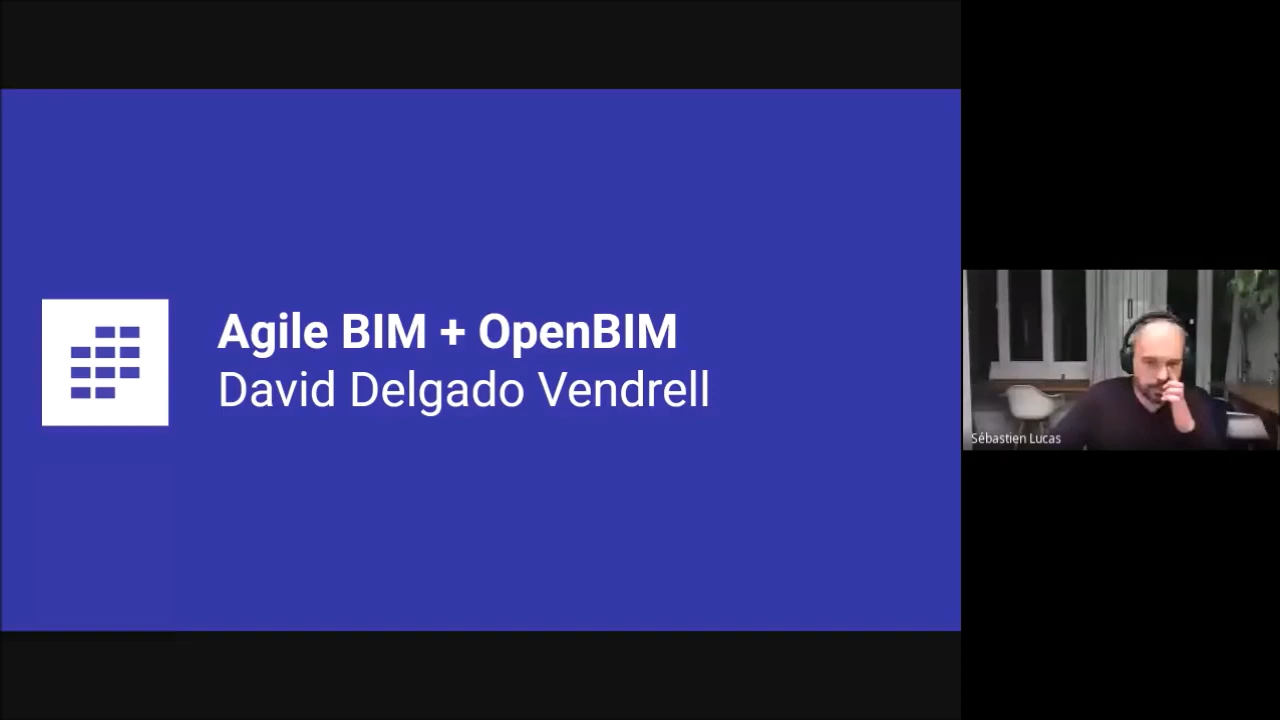 Agile BIM + OpenBIM
David Delgado Vendrell
Sébastien Lucas